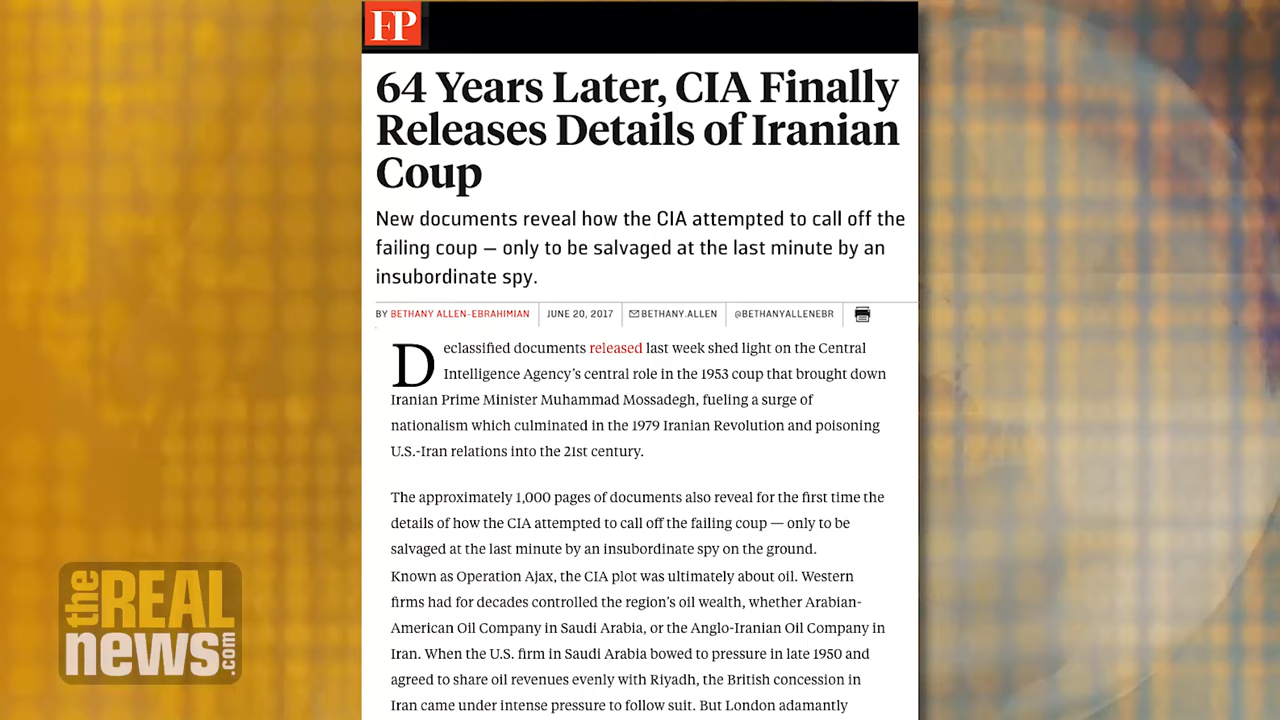 FP
64 Years Later, CIA Finally
Releases Details of Iranian
Coup
New documents reveal how the CIA attempted to call off the
failing coup — only to be salvaged at the last minute by an
insubordinate spy.
BY BETHANY ALLEN-EBRAHIMIAN JUNE 20, 2017 BETHANY.ALLEN @BETHANYALLENEBR
Declassified documents released last week shed light on the Central
Intelligence Agency’s central role in the 1953 coup that brought down
Iranian Prime Minister Muhammad Mossadegh, fueling a surge of
nationalism which culminated in the 1979 Iranian Revolution and poisoning
U.S.-Iran relations into the 21st century.
The approximately 1,000 pages of documents also reveal for the first time the
details of how the CIA attempted to call off the failing coup — only to be
salvaged at the last minute by an insubordinate spy on the ground.
Known as Operation Ajax, the CIA plot was ultimately about oil. Western
firms had for decades controlled the region’s oil wealth, whether Arabian-
American Oil Company in Saudi Arabia, or the Anglo-Iranian Oil Company in
Iran. When the U.S. firm in Saudi Arabia bowed to pressure in late 1950 and
agreed to share oil revenues evenly with Riyadh, the British concession in
Iran came under intense pressure to follow suit. But London adamantly
the REAL
news.com